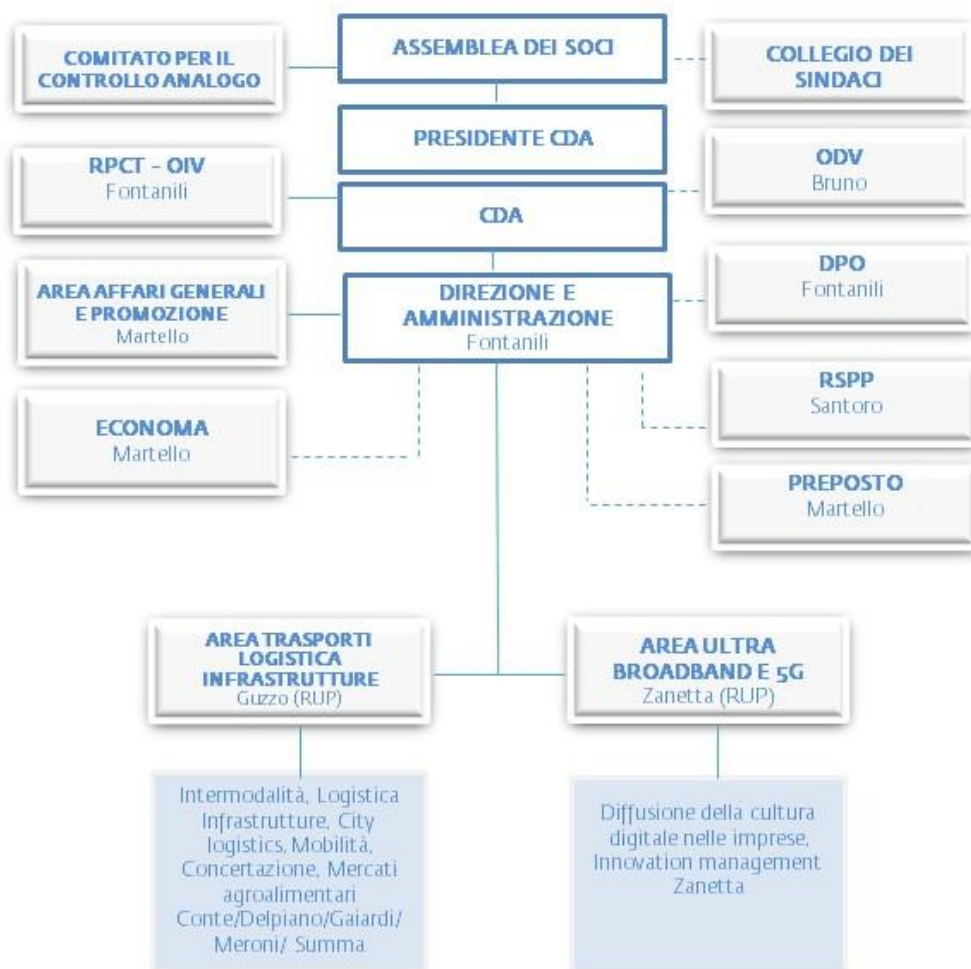 COMITATO PER IL
CONTROLLO ANALOGO
ASSEMBLEA DEI SOCI
COLLEGIO DEI
SINDACI
PRESIDENTE CDA
RPCT - OIV
Fontanili
ODV
Bruno
CDA
AREA AFFARI GENERALI
E PROMOZIONE
Martello
DIREZIONE E
AMMINISTRAZIONE
Fontanili
DPO
Fontanili
ECONOMA
Martello
RSPP
Santoro
PREPOSTO
Martello
AREA TRASPORTI
LOGISTICA
INFRASTRUTTURE
Guzzo (RUP)
AREA ULTRA
BROADBAND E 5G
Zanetta (RUP)
Intermodalità, Logistica
Infrastrutture, City
logistics, Mobilità,
Concertazione, Mercati
agroalimentari
Conte/Delpiano/Gaiardi/
Meroni/ Summa
Diffusione della cultura
digitale nelle imprese,
Innovation management
Zanetta